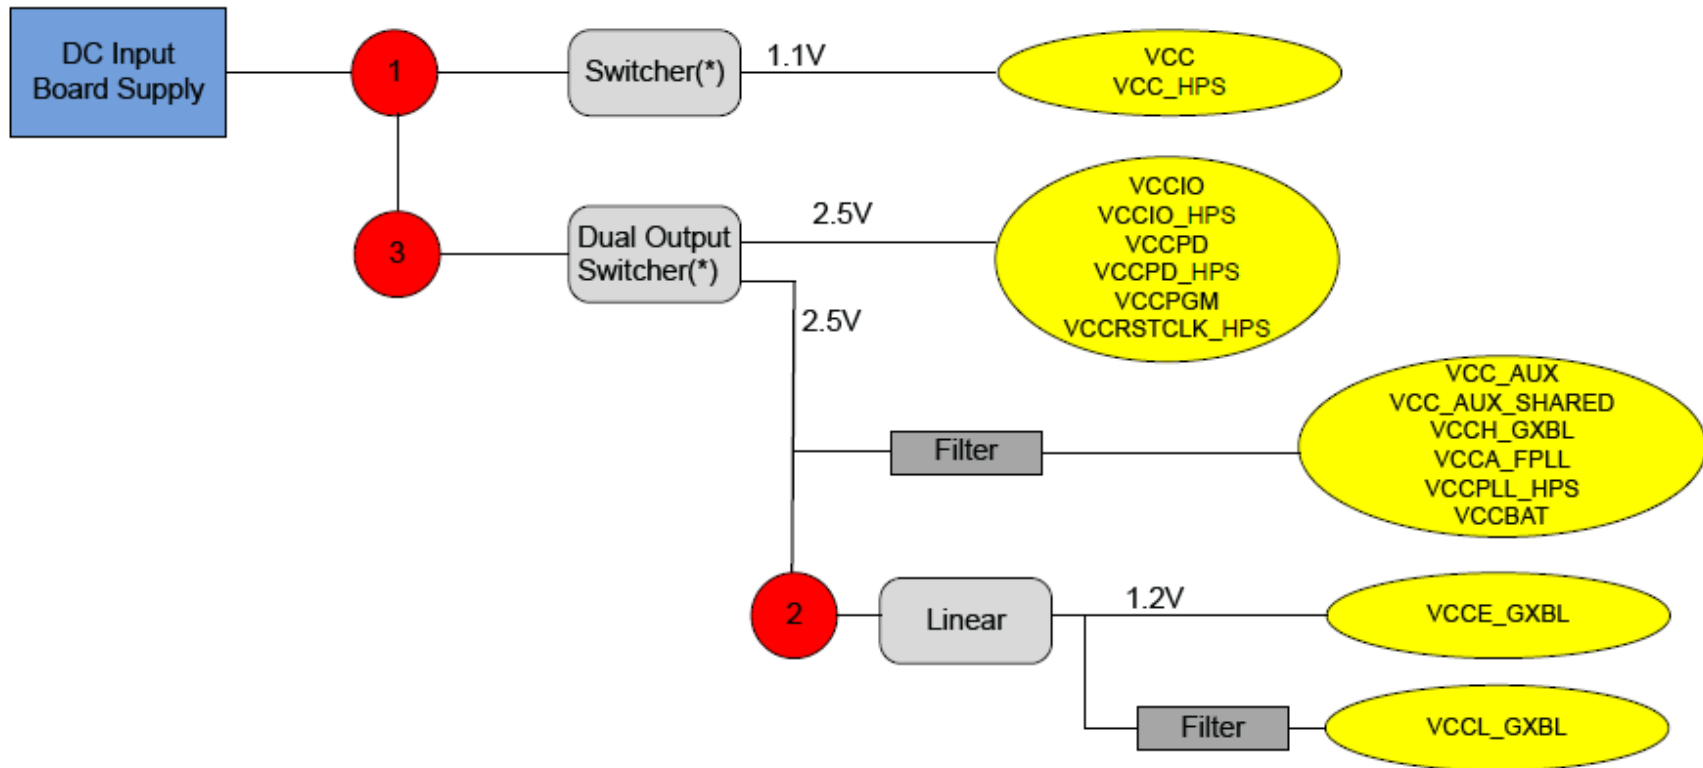 DC Input
Board Supply
1
Switcher(*)
1.1V
VCC
VCC_HPS
3
Dual Output
Switcher(*)
2.5V
VCCIO
VCCIO_HPS
VCCPD
VCCPD_HPS
VCCPGM
VCCRSTCLK_HPS
2.5V
Filter
VCC_AUX
VCC_AUX_SHARED
VCCH_GXBL
VCCA_FPLL
VCCPLL_HPS
VCCBAT
2
Linear
1.2V
VCCE_GXBL
Filter
VCCL_GXBL